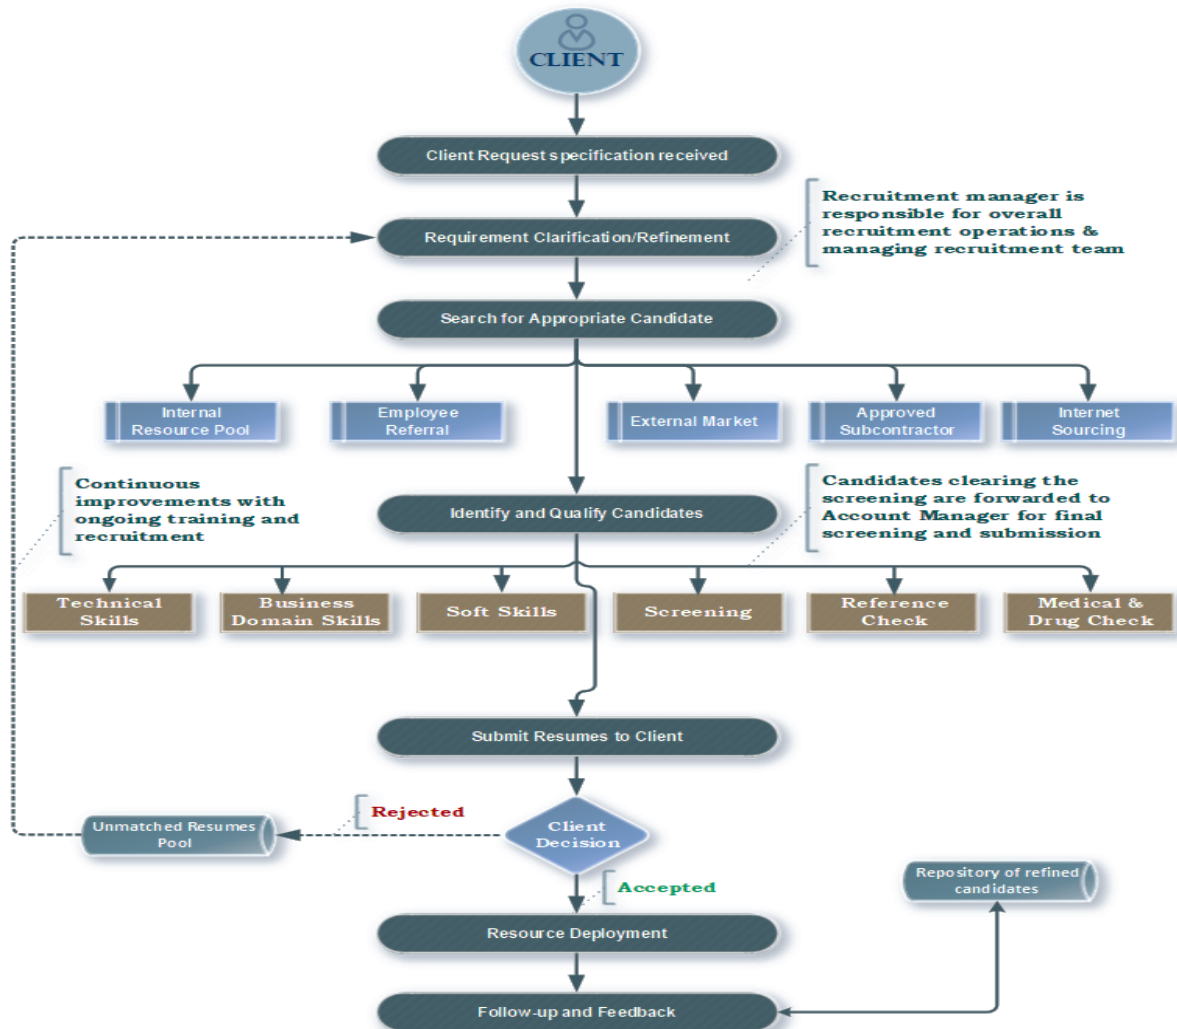 CLIENT
Client Request specification received
Recruitment manager is
responsible for overall
recruitment operations &
managing recruitment team
Requirement Clarification/Refinement
Search for Appropriate Candidate
Internal
Resource Pool
Employee
Referral
External Market
Approved
Subcontractor
Internet
Sourcing
Continuous
improvements with
ongoing training and
recruitment
Identify and Qualify Candidates
Candidates clearing the
screening are forwarded to
Account Manager for final
screening and submission
Technical
Skills
Business
Domain Skills
Soft Skills
Screening
Reference
Check
Medical &
Drug Check
Submit Resumes to Client
Client
Decision
Rejected
Unmatched Resumes
Pool
Accepted
Repository of refined
candidates
Resource Deployment
Follow-up and Feedback